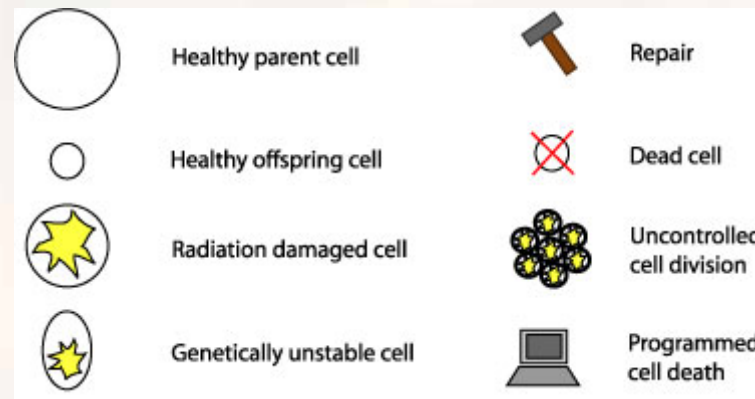 Healthy parent cell
Repair
Healthy offspring cell
Dead cell
Radiation damaged cell
Uncontrolled
cell division
Genetically unstable cell
Programmed
cell death